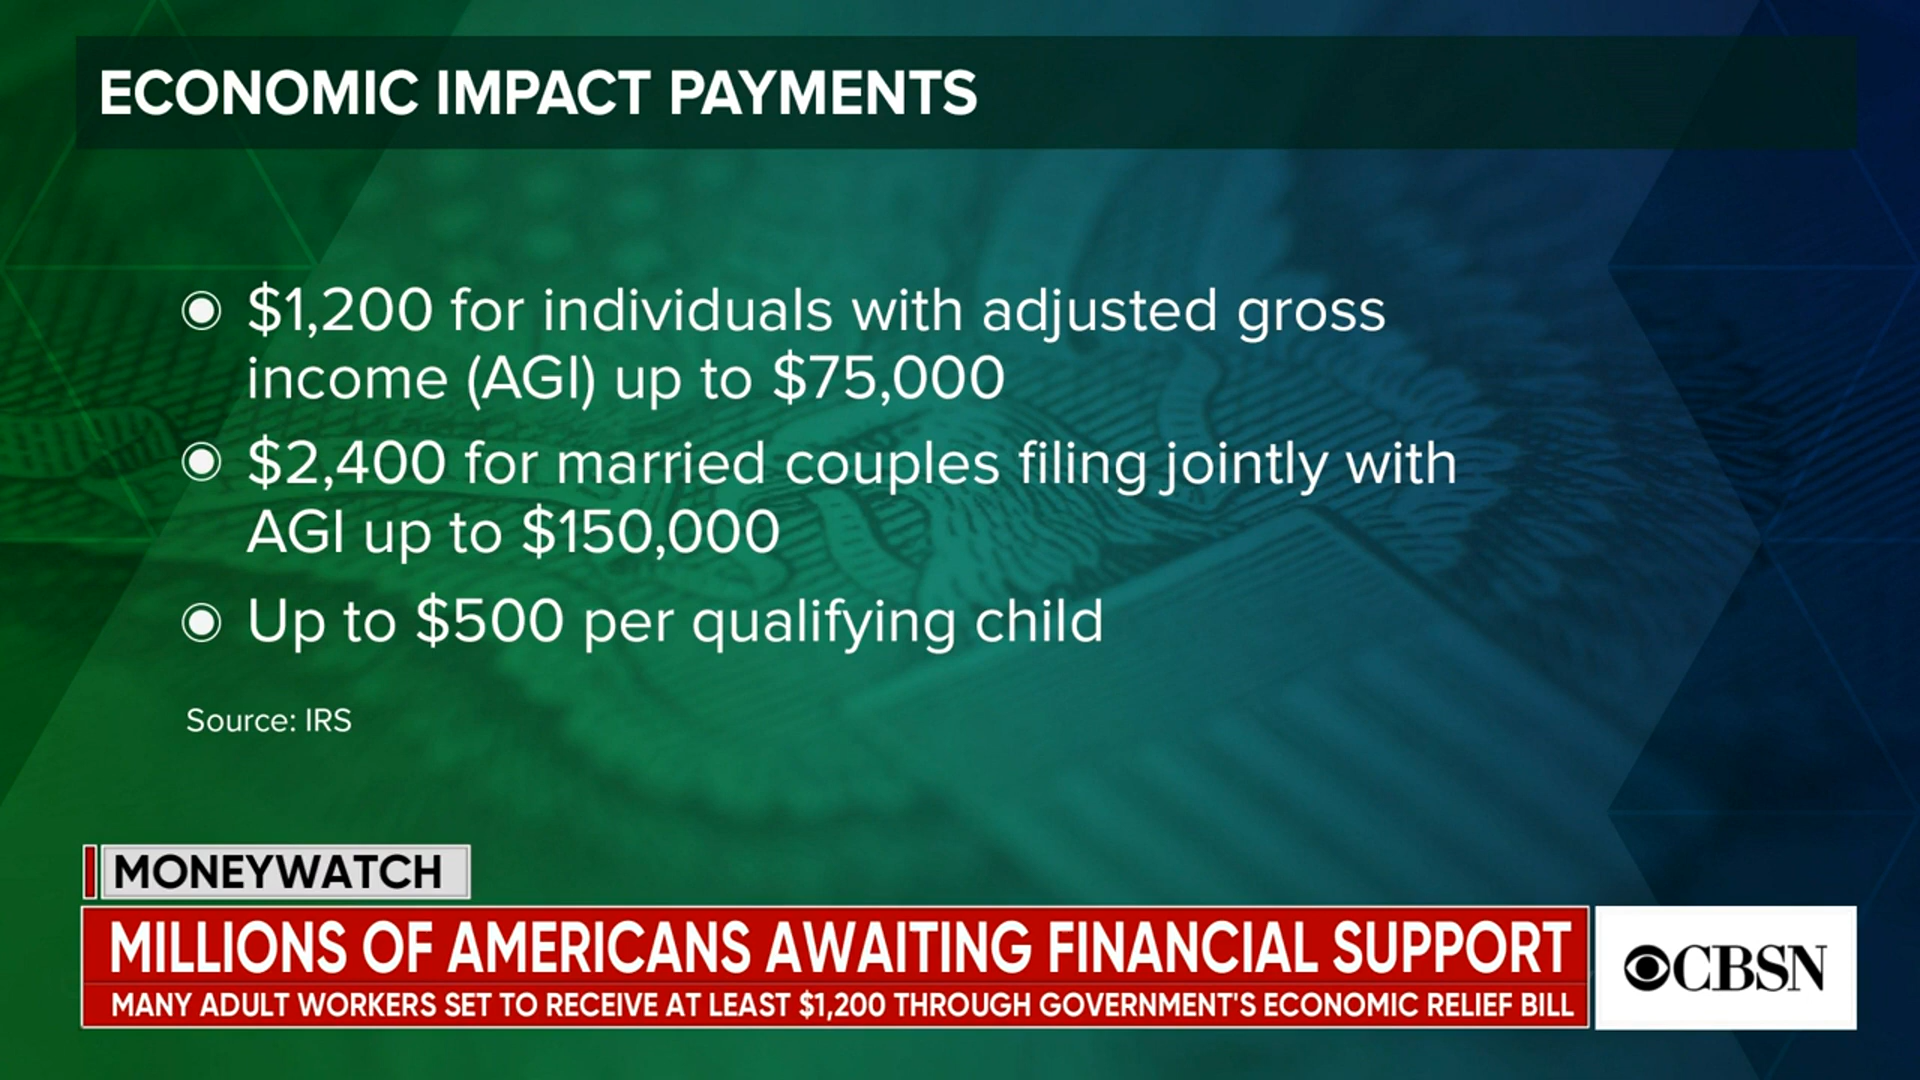 ECONOMIC IMPACT PAYMENTS
$1,200 for individuals with adjusted gross
income (AGI) up to $75,000
$2,400 for married couples filing jointly with
AGI up to $150,000
Up to $500 per qualifying child
Source: IRS
MONEYWATCH
MILLIONS OF AMERICANS AWAITING FINANCIAL SUPPORT
MANY ADULT WORKERS SET TO RECEIVE AT LEAST $1,200 THROUGH GOVERNMENT'S ECONOMIC RELIEF BILL
CBSN